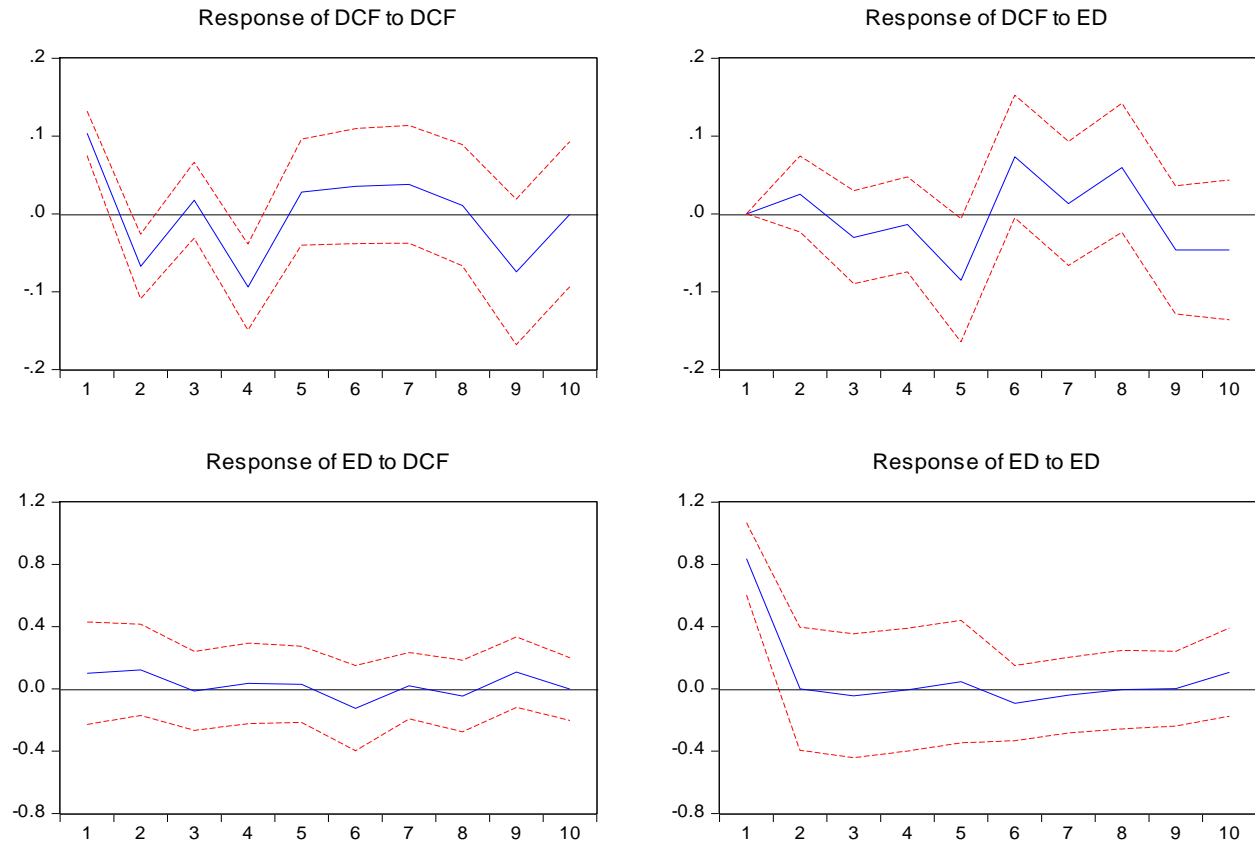 Response of DCF to DCF
.2
.1
.0
-.1
-.2
1 2 3 4 5 6 7 8 9 10
Response of DCF to ED
.2
.1
.0
-.1
-.2
1 2 3 4 5 6 7 8 9 10
Response of ED to DCF
1.2
0.8
0.4
0.0
-0.4
-0.8
1 2 3 4 5 6 7 8 9 10
Response of ED to ED
1.2
0.8
0.4
0.0
-0.4
-0.8
1 2 3 4 5 6 7 8 9 10